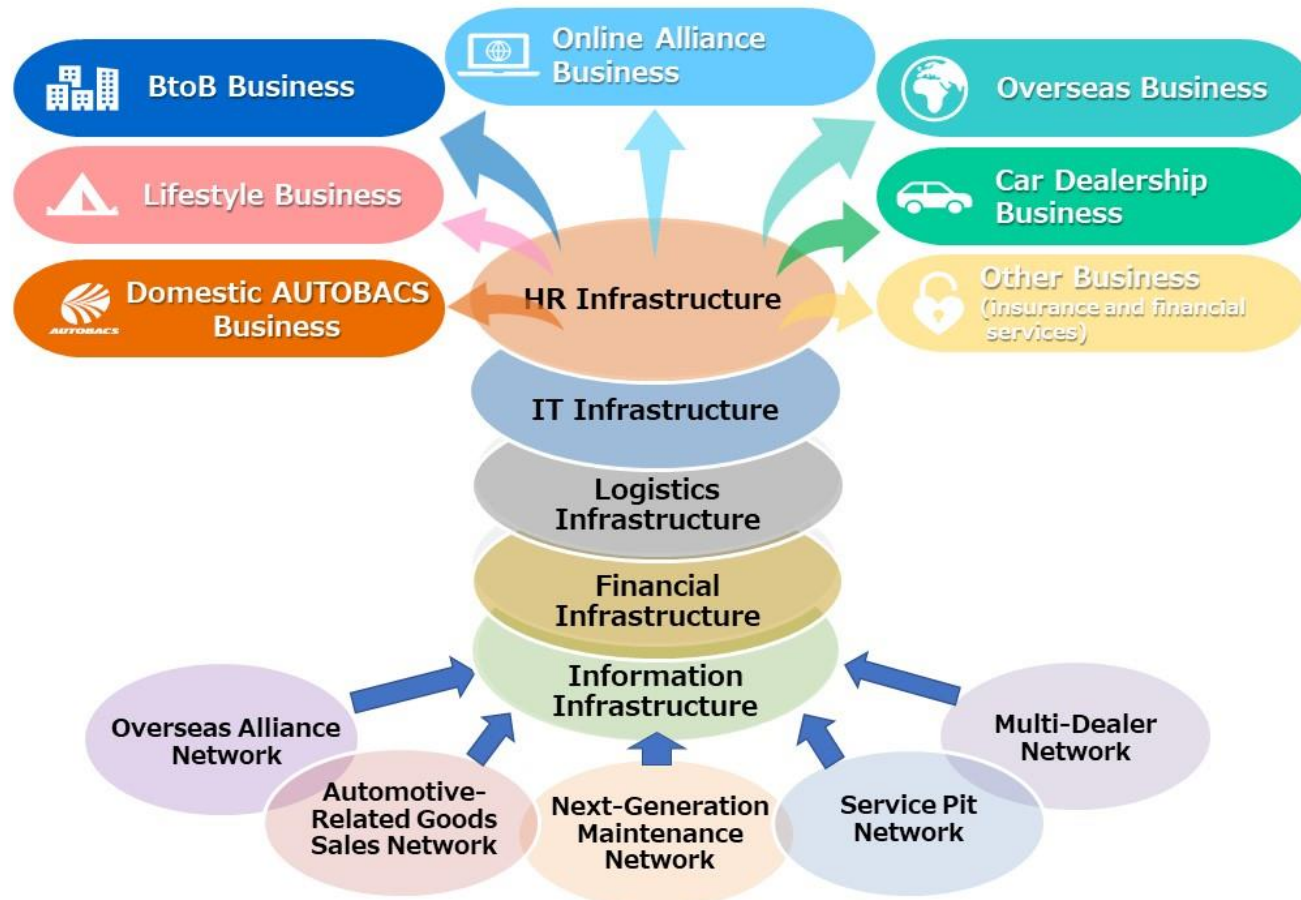 Online Alliance
Business
BtoB Business
Overseas Business
Lifestyle Business
Car Dealership
Business
AUTOBACS
Domestic AUTOBACS
Business
Other Business
(insurance and financial
services)
HR Infrastructure
IT Infrastructure
Logistics
Infrastructure
Financial
Infrastructure
Information
Infrastructure
Overseas Alliance
Network
Automotive-
Related Goods
Sales Network
Next-Generation
Maintenance
Network
Service Pit
Network
Multi-Dealer
Network